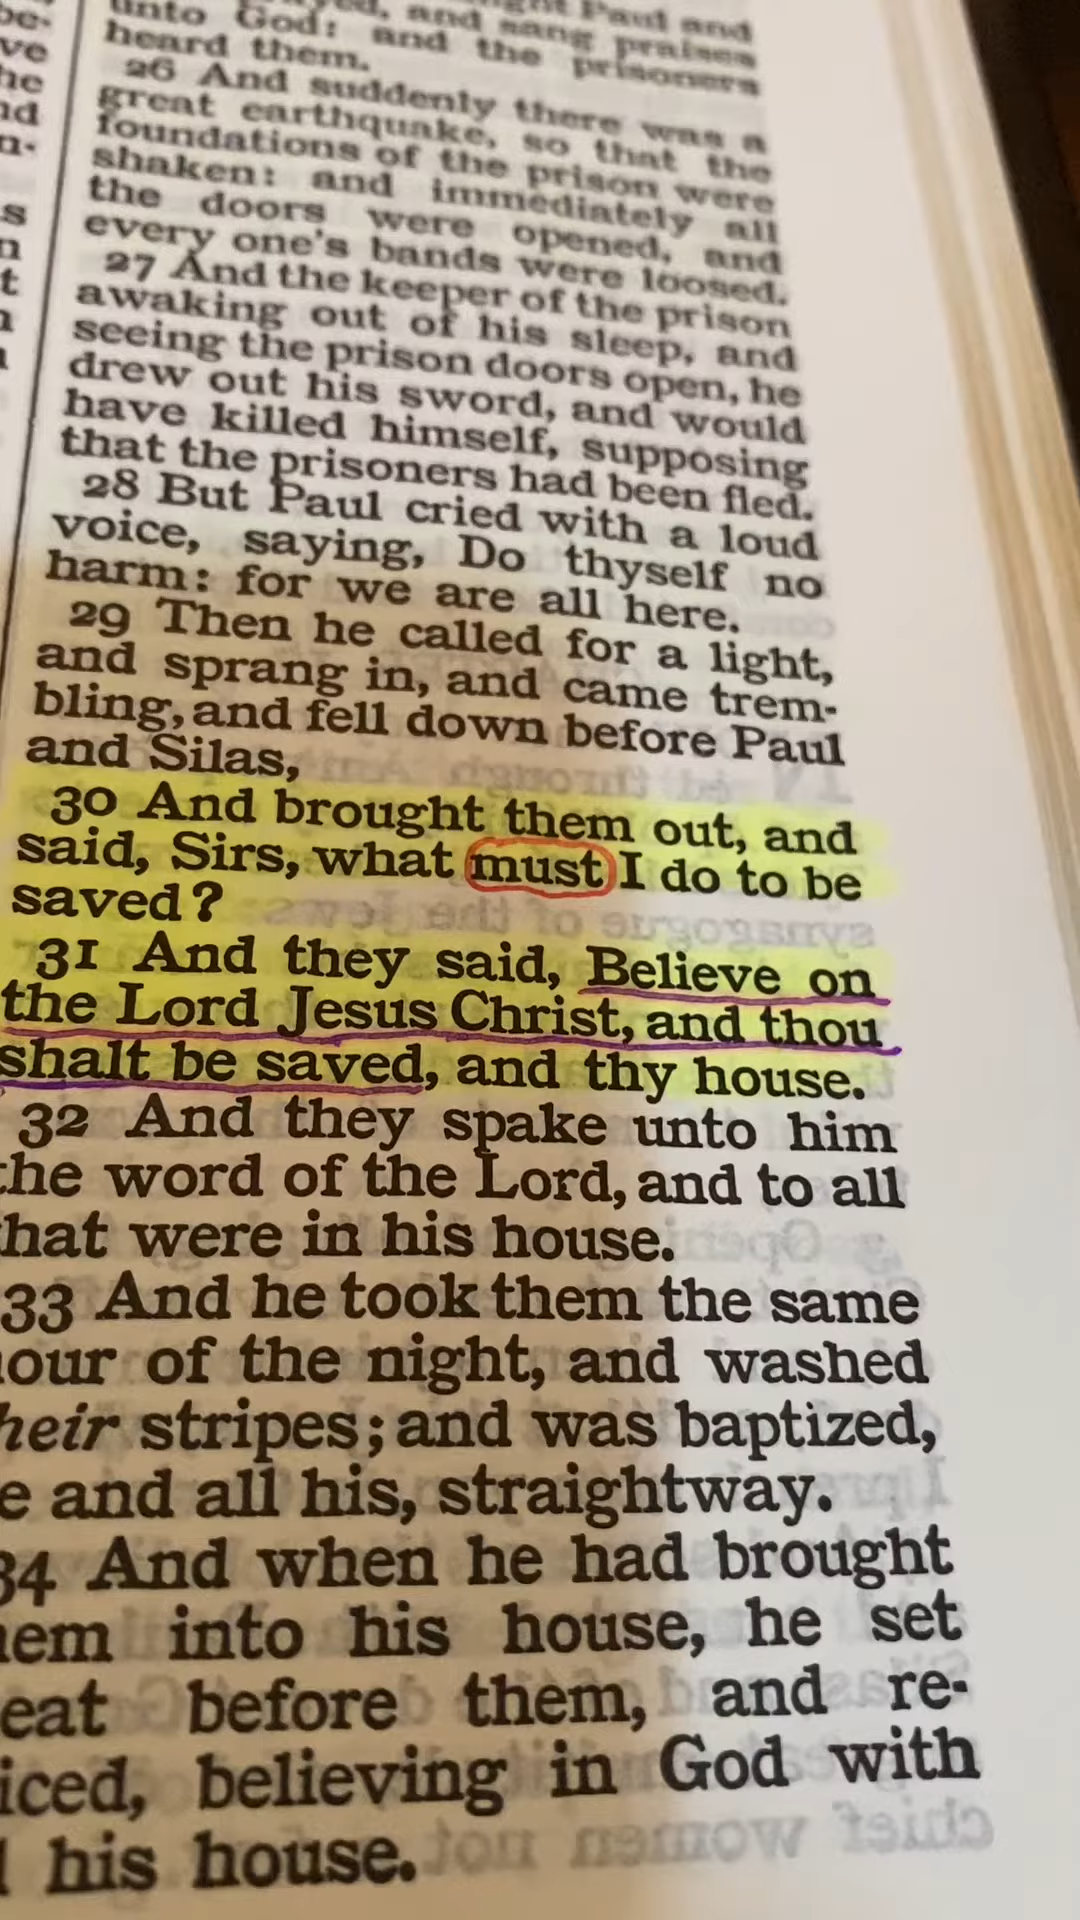 Paul and
and sang praises
unto God: and the prisoners
heard them.
26 And suddenly there was a
great earthquake, so that the
foundations of the prison were
shaken: and immediately all
the doors were opened, and
every one's bands were loosed.
27 And the keeper of the prison
awaking out of his sleep, and
seeing the prison doors open, he
drew out his sword, and would
have killed himself, supposing
that the prisoners had been fled.
28 But Paul cried with a loud
voice, saying, Do thyself no
harm: for we are all here.
29 Then he called for a light,
and sprang in, and came trem-
bling, and fell down before Paul
and Silas,
30 And brought them out, and
said, Sirs, what must I do to be
saved?
31 And they said, Believe on
the Lord Jesus Christ, and thou
shalt be saved, and thy house.
32 And they spake unto him
he word of the Lord, and to all
hat were in his house.
33 And he took them the same
our of the night, and washed
heir stripes; and was baptized,
e and all his, straightway.
34 And when he had brought
em into his house, he set
eat before them, and re-
iced, believing in God with
his house.